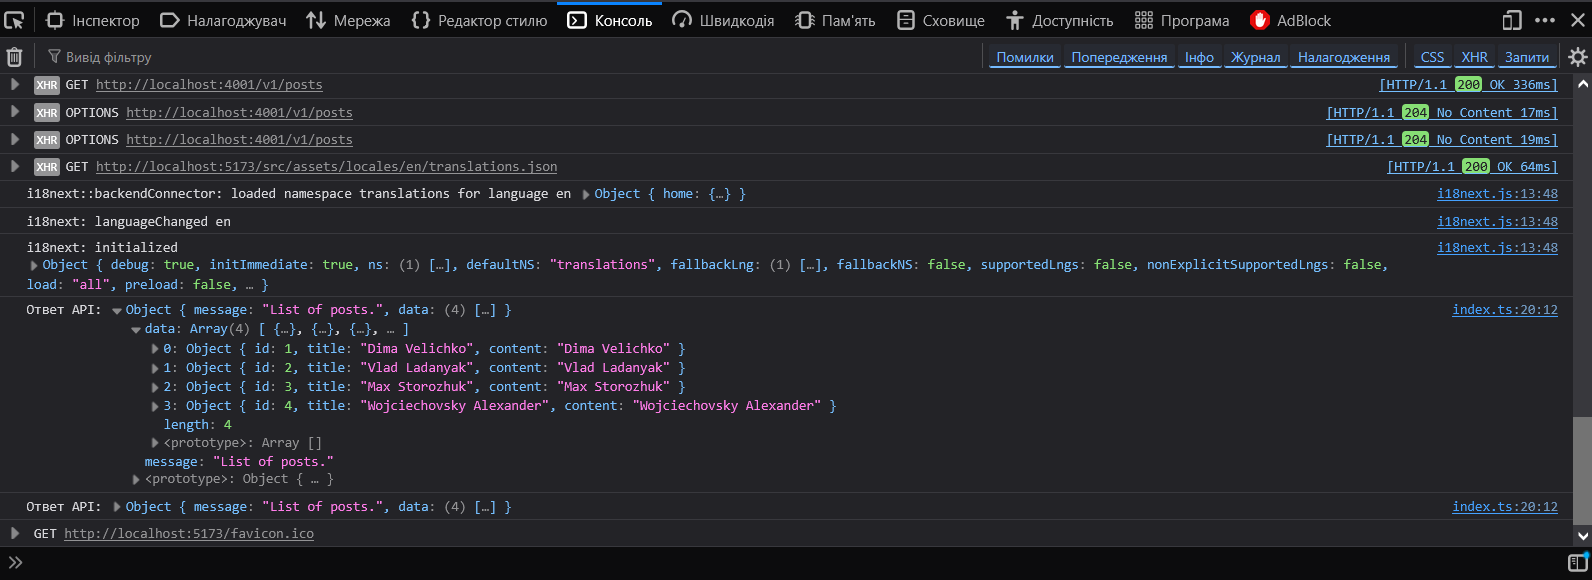 Інспектор Налагоджувач Мережа Редактор стилю Консоль Швидкодія Пам'ять Сховище Доступність Програма AdBlock
Вивід фільтру Помилки Попередження Інфо Журнал Налагодження CSS XHR Запити
XHR GET http://localhost:4001/v1/posts [HTTP/1.1 200 OK 336ms]
XHR OPTIONS http://localhost:4001/v1/posts [HTTP/1.1 204 No Content 17ms]
XHR OPTIONS http://localhost:4001/v1/posts [HTTP/1.1 204 No Content 19ms]
XHR GET http://localhost:5173/src/assets/locales/en/translations.json [HTTP/1.1 200 OK 64ms]
i18next::backendConnector: loaded namespace translations for language en Object { home: {…} } i18next.js:13:48
i18next: languageChanged en i18next.js:13:48
i18next: initialized i18next.js:13:48
Object { debug: true, initImmediate: true, ns: (1) […], defaultNS: "translations", fallbackLng: (1) […], fallbackNS: false, supportedLngs: false, nonExplicitSupportedLngs: false,
load: "all", preload: false, … }
Ответ API: Object { message: "List of posts.", data: (4) […] } index.ts:20:12
data: Array(4) [ {…}, {…}, {…}, … ]
0: Object { id: 1, title: "Dima Velichko", content: "Dima Velichko" }
1: Object { id: 2, title: "Vlad Ladanyak", content: "Vlad Ladanyak" }
2: Object { id: 3, title: "Max Storozhuk", content: "Max Storozhuk" }
3: Object { id: 4, title: "Wojciechovsky Alexander", content: "Wojciechovsky Alexander" }
length: 4
<prototype>: Array []
message: "List of posts."
<prototype>: Object { … }
Ответ API: Object { message: "List of posts.", data: (4) […] } index.ts:20:12
GET http://localhost:5173/favicon.ico